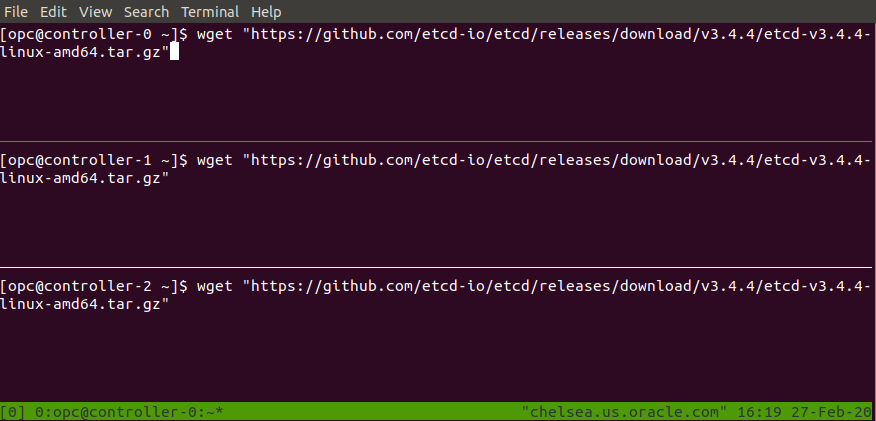 File Edit View Search Terminal Help
[opc@controller-0 ~]$ wget "https://github.com/etcd-io/etcd/releases/download/v3.4.4/etcd-v3.4.4-
linux-amd64.tar.gz"
[opc@controller-1 ~]$ wget "https://github.com/etcd-io/etcd/releases/download/v3.4.4/etcd-v3.4.4-
linux-amd64.tar.gz"
[opc@controller-2 ~]$ wget "https://github.com/etcd-io/etcd/releases/download/v3.4.4/etcd-v3.4.4-
linux-amd64.tar.gz"
[0] 0:opc@controller-0:~* "chelsea.us.oracle.com" 16:19 27-Feb-20